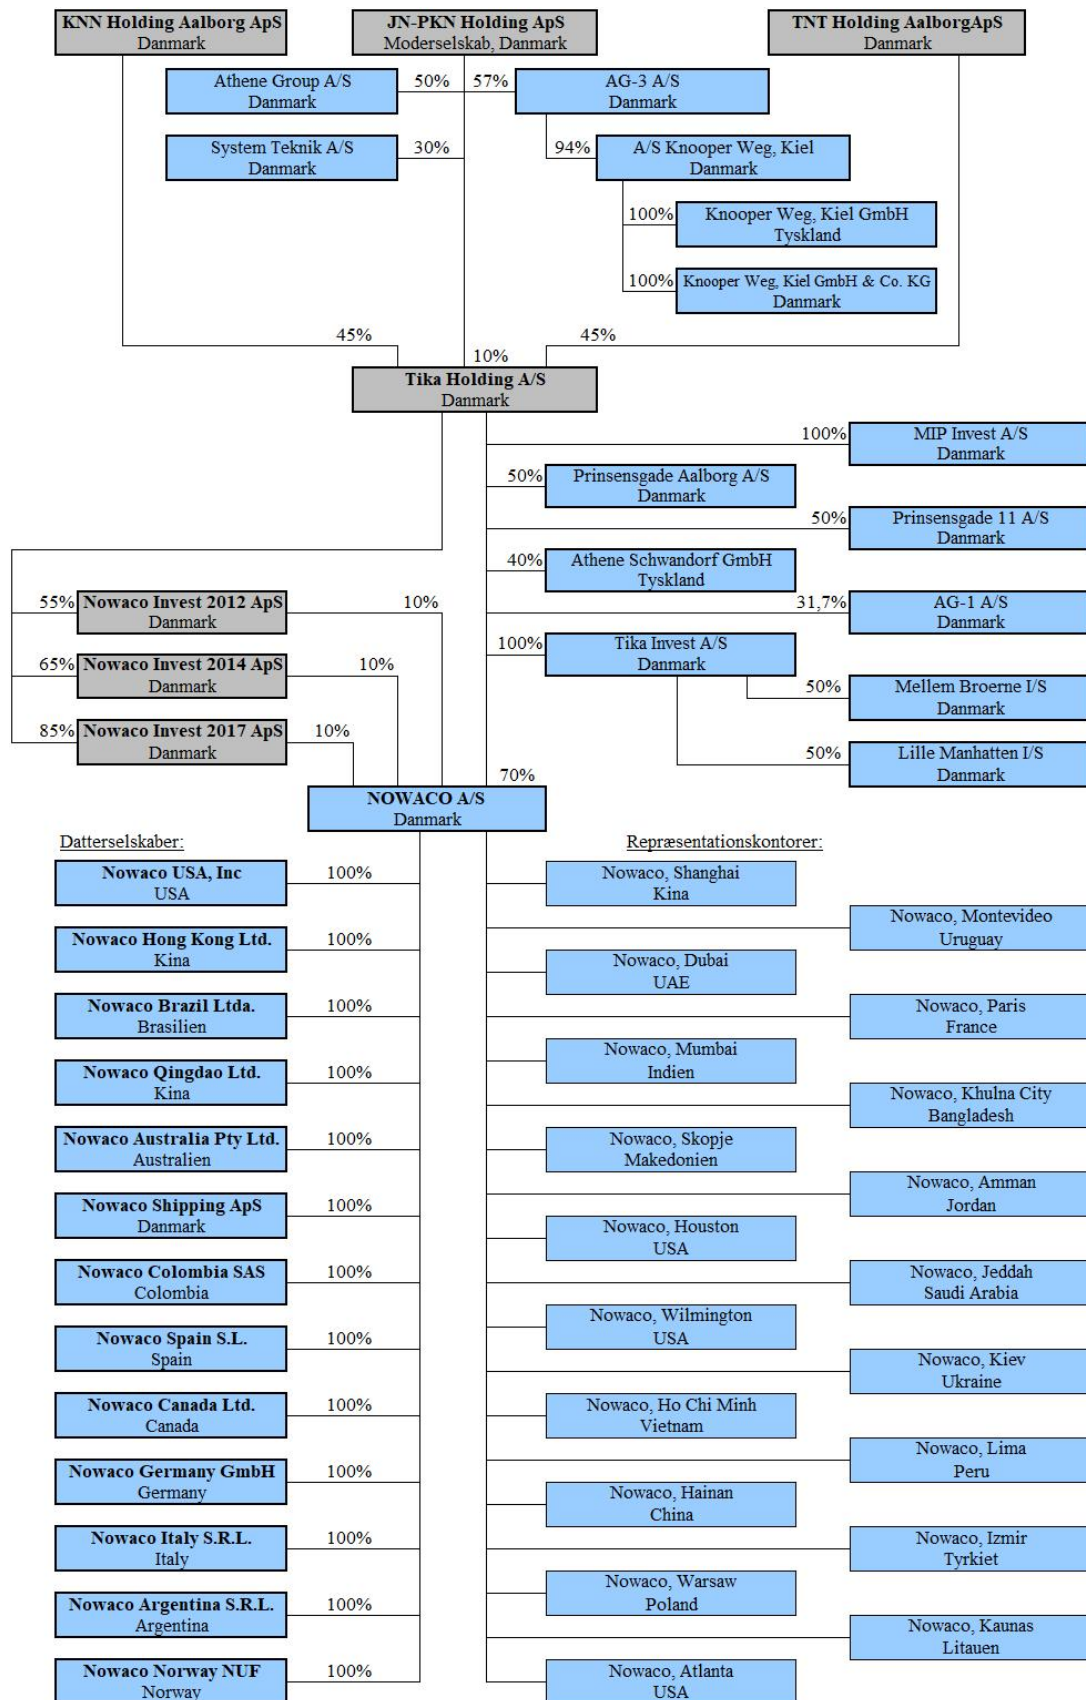 KNN Holding Aalborg ApS
Danmark
JN-PKN Holding ApS
Moderselskab, Danmark
TNT Holding AalborgApS
Danmark
Athene Group A/S
Danmark
50%
57%
AG-3 A/S
Danmark
System Teknik A/S
Danmark
30%
94%
A/S Knooper Weg, Kiel
Danmark
100%
Knooper Weg, Kiel GmbH
Tyskland
100%
Knooper Weg, Kiel GmbH & Co. KG
Danmark
45%
10%
45%
Tika Holding A/S
Danmark
100%
MIP Invest A/S
Danmark
50%
Prinsensgade Aalborg A/S
Danmark
50%
Prinsensgade 11 A/S
Danmark
40%
Athene Schwandorf GmbH
Tyskland
55%
Nowaco Invest 2012 ApS
Danmark
10%
31,7%
AG-1 A/S
Danmark
100%
Tika Invest A/S
Danmark
65%
Nowaco Invest 2014 ApS
Danmark
10%
50%
Mellem Broerne I/S
Danmark
85%
Nowaco Invest 2017 ApS
Danmark
10%
50%
Lille Manhatten I/S
Danmark
70%
NOWACO A/S
Danmark
Datterselskaber:
Repræsentationskontorer:
Nowaco USA, Inc
USA
100%
Nowaco, Shanghai
Kina
Nowaco, Montevideo
Uruguay
Nowaco Hong Kong Ltd.
Kina
100%
Nowaco, Dubai
UAE
Nowaco Brazil Ltda.
Brasilien
100%
Nowaco, Paris
France
Nowaco, Mumbai
Indien
Nowaco Qingdao Ltd.
Kina
100%
Nowaco, Khulna City
Bangladesh
Nowaco Australia Pty Ltd.
Australien
100%
Nowaco, Skopje
Makedonien
Nowaco, Amman
Jordan
Nowaco Shipping ApS
Danmark
100%
Nowaco, Houston
USA
Nowaco Colombia SAS
Colombia
100%
Nowaco, Jeddah
Saudi Arabia
Nowaco, Wilmington
USA
Nowaco Spain S.L.
Spain
100%
Nowaco, Kiev
Ukraine
Nowaco Canada Ltd.
Canada
100%
Nowaco, Ho Chi Minh
Vietnam
Nowaco, Lima
Peru
Nowaco Germany GmbH
Germany
100%
Nowaco, Hainan
China
Nowaco Italy S.R.L.
Italy
100%
Nowaco, Izmir
Tyrkiet
Nowaco, Warsaw
Poland
Nowaco Argentina S.R.L.
Argentina
100%
Nowaco, Kaunas
Litauen
Nowaco Norway NUF
Norway
100%
Nowaco, Atlanta
USA